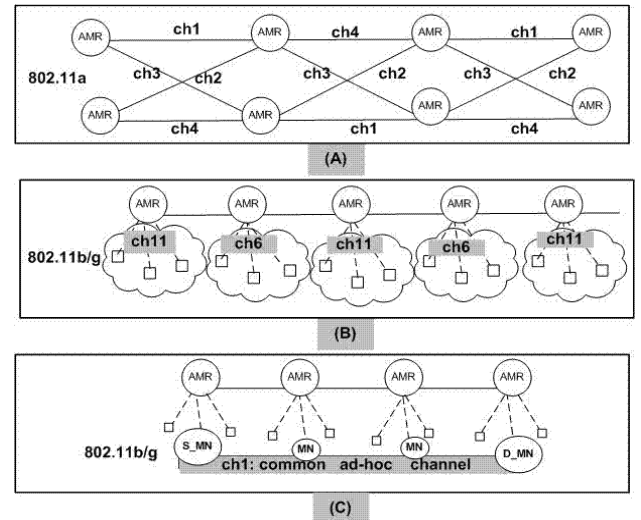 ch1 ch4 ch1
AMR AMR AMR AMR
802.11a ch3 ch2 ch3 ch2 ch3 ch2
AMR AMR AMR AMR
ch4 ch1 ch4
(A)
AMR AMR AMR AMR AMR
802.11b/g ch11 ch6 ch11 ch6 ch11
(B)
AMR AMR AMR AMR
802.11b/g S_MN MN MN D_MN
ch1: common ad-hoc channel
(C)